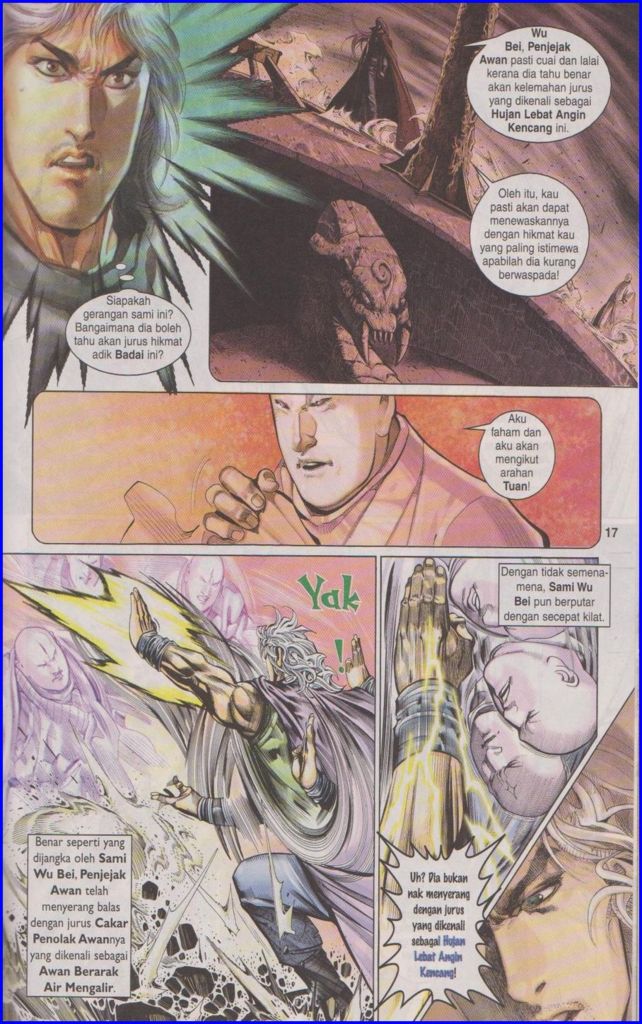 Wu
Bei, Penjejak
Awan pasti cuai dan lalai
kerana dia tahu benar
akan kelemahan jurus
yang dikenali sebagai
Hujan Lebat Angin
Kencang ini.
Oleh itu, kau
pasti akan dapat
menewaskannya
dengan hikmat kau
yang paling istimewa
apabila dia kurang
berwaspada!
Siapakah
gerangan sami ini?
Bangaimana dia boleh
tahu akan jurus hikmat
adik Badai ini?
Aku
faham dan
aku akan
mengikut
arahan
Tuan!
17
Yak
!
Dengan tidak semena-
mena, Sami Wu
Bei pun berputar
dengan secepat kilat.
Benar seperti yang
dijangka oleh Sami
Wu Bei, Penjejak
Awan telah
menyerang balas
dengan jurus Cakar
Penolak Awannya
yang dikenali sebagai
Awan Berarak
Air Mengalir.
Uh? Dia bukan
nak menyerang
dengan jurus
yang dikenali
sebagai Hujan
Lebat Angin
Kencang!